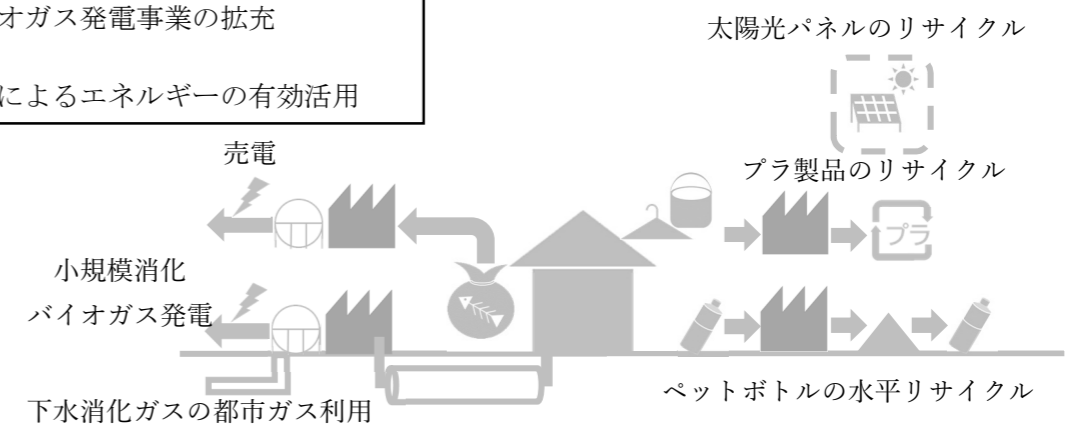 オガス発電事業の拡充
によるエネルギーの有効活用
太陽光パネルのリサイクル
売電
プラ製品のリサイクル
プラ
小規模消化
バイオガス発電
ペットボトルの水平リサイクル
下水消化ガスの都市ガス利用